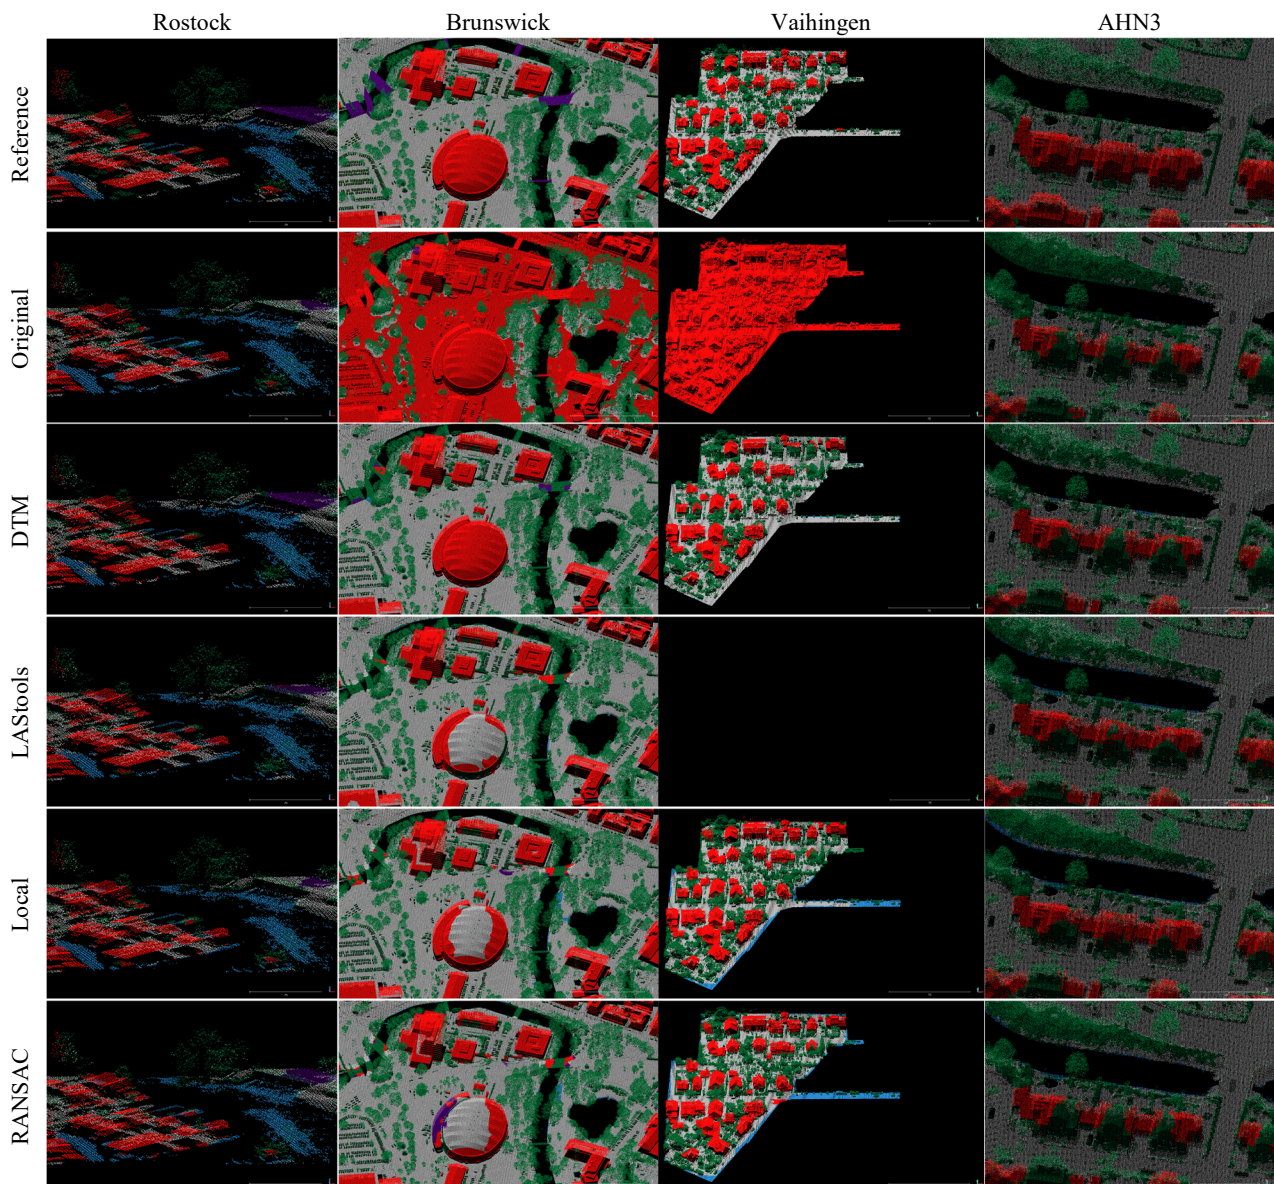 Rostock Brunswick Vaihingen AHN3
Reference
Original
DTM
LAStools
Local
RANSAC